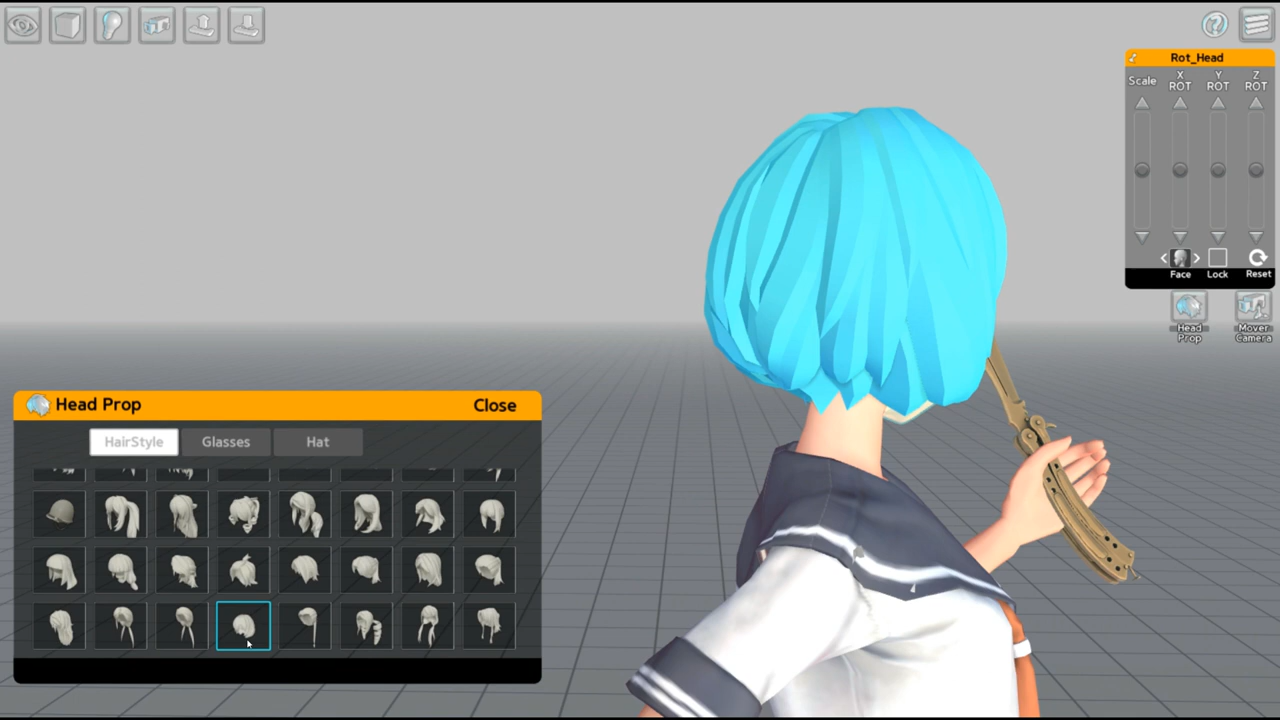 Rot_Head
Scale
X
ROT
Y
ROT
Z
ROT
Face
Lock
Reset
Head
Prop
Mover
Camera
Head Prop
Close
HairStyle
Glasses
Hat